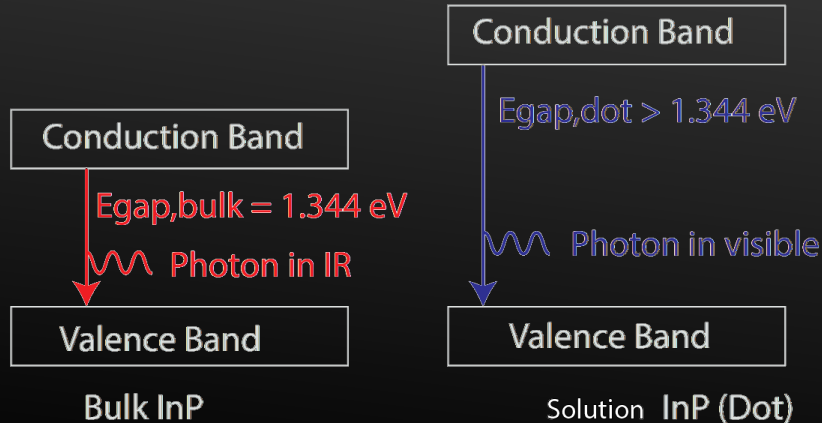 Conduction Band
Egap,bulk = 1.344 eV
Photon in IR
Valence Band
Bulk InP
Conduction Band
Egap,dot > 1.344 eV
Photon in visible
Valence Band
Solution InP (Dot)